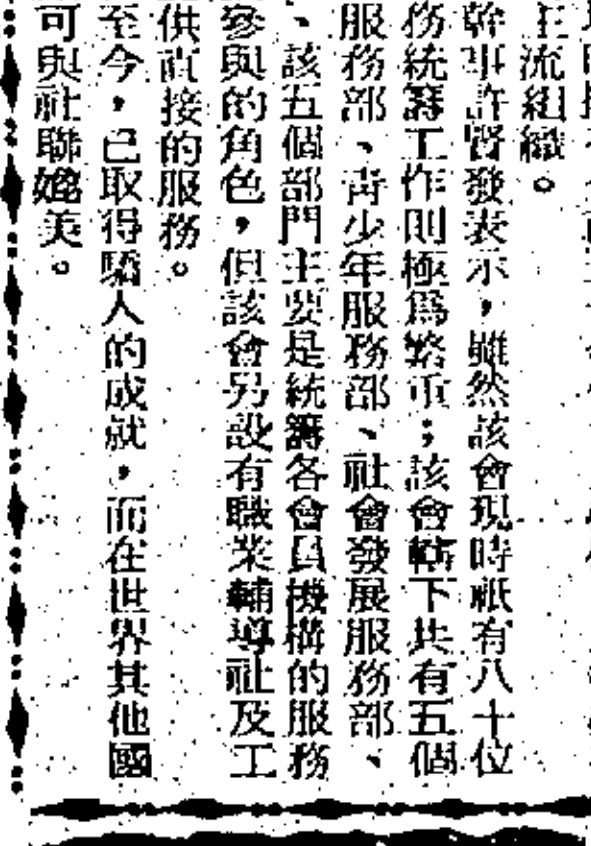 主流組織。
幹事許賢發表示，雖然該會現時祇有八十位
務統籌工作則極爲繁重；該會轄下共有五個
服務部、青少年服務部、社會發展服務部、
、該五個部門主要是統籌各會員機構的服務
參與的角色，但該會另設有職業輔導社及工
供直接的服務。
至今，已取得驕人的成就，而在世界其他國
可與社聯媲美。